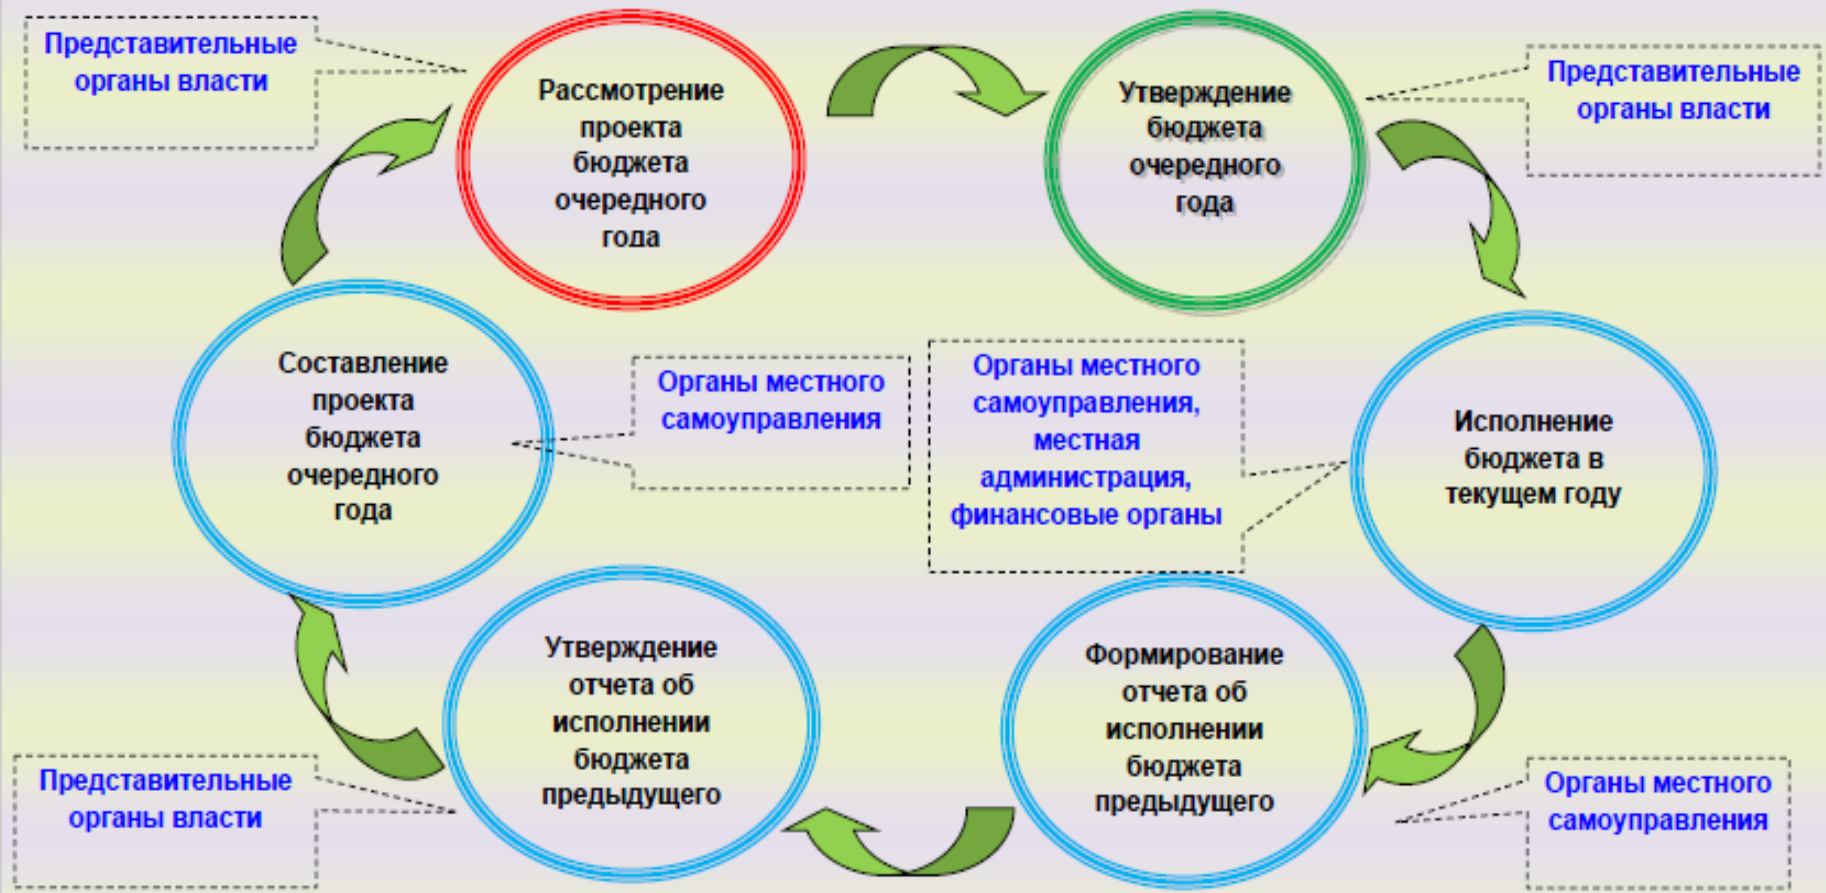 Представительные
органы власти
Рассмотрение
проекта
бюджета
очередного
года
Утверждение
бюджета
очередного
года
Представительные
органы власти
Составление
проекта
бюджета
очередного
года
Органы местного
самоуправления
Органы местного
самоуправления,
местная
администрация,
финансовые органы
Исполнение
бюджета в
текущем году
Утверждение
отчета об
исполнении
бюджета
предыдущего
Формирование
отчета об
исполнении
бюджета
предыдущего
Представительные
органы власти
Органы местного
самоуправления